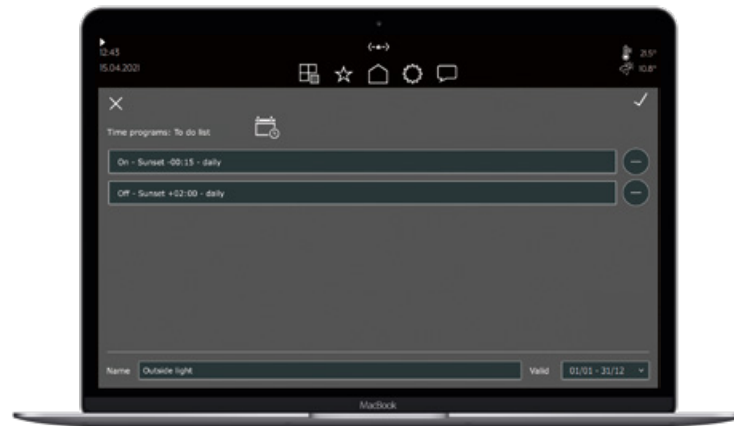 12:43
15.04.2021
21.5°
10.8°
Time programs: To do list
On - Sunset -00:15 - daily
Off - Sunset +02:00 - daily
Name Outside light Valid 01/01 - 31/12
MacBook